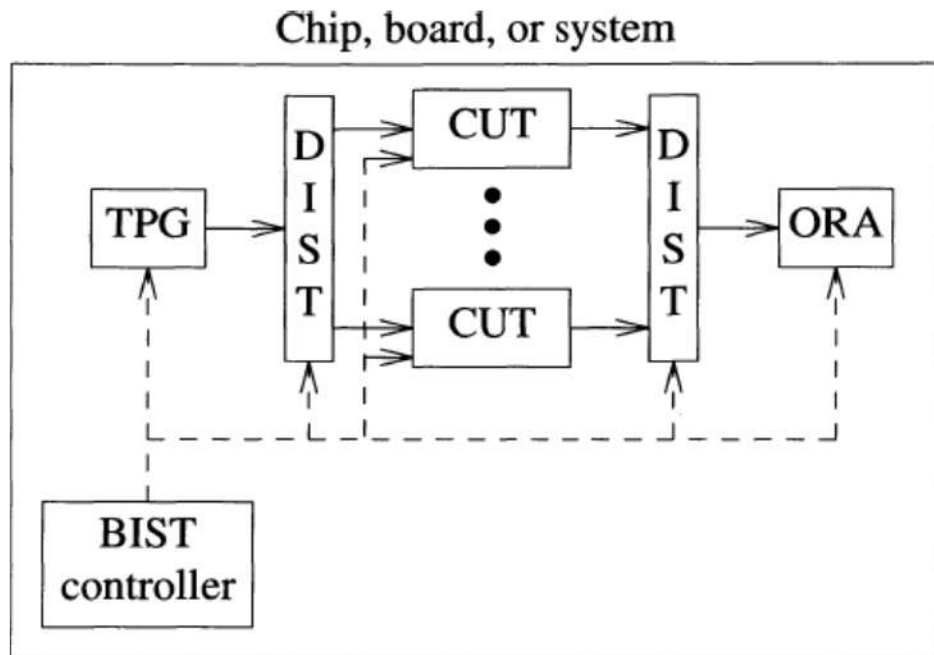 Chip, board, or system
TPG
D
I
S
T
CUT
CUT
D
I
S
T
ORA
BIST
controller